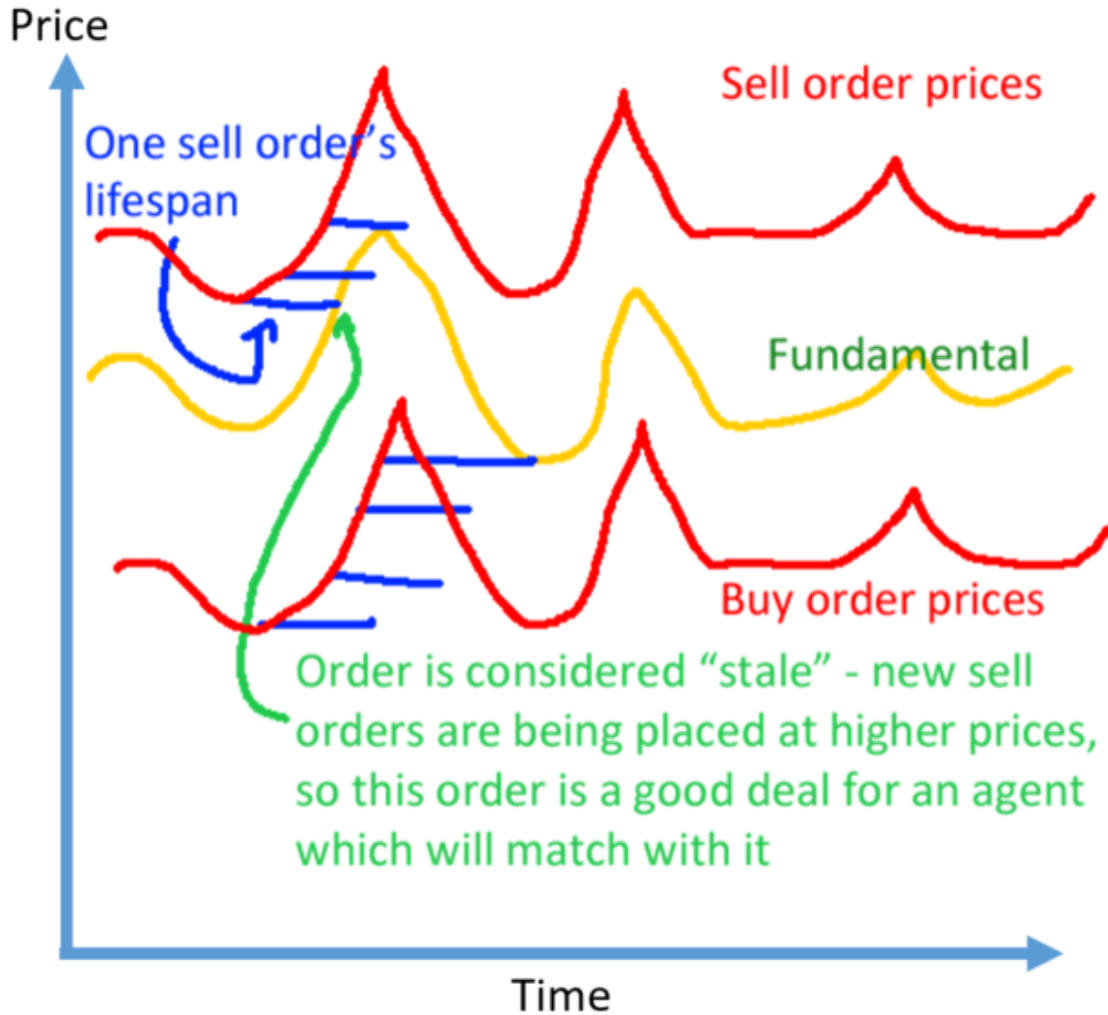 Price
Sell order prices
One sell order's
lifespan
Fundamental
Buy order prices
Order is considered “stale” - new sell
orders are being placed at higher prices,
so this order is a good deal for an agent
which will match with it
Time